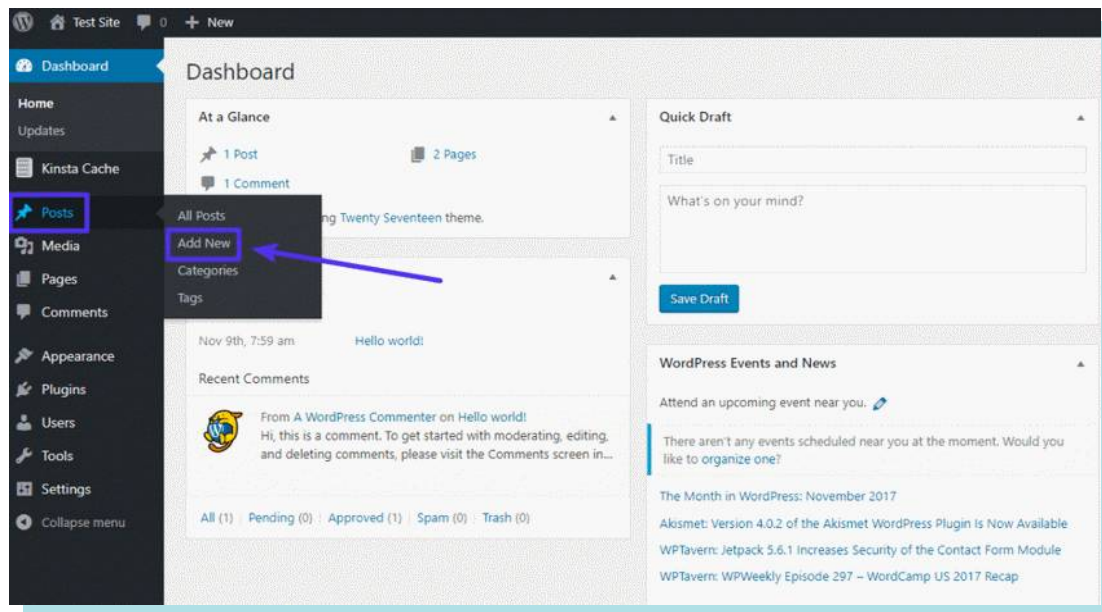 Test Site 0 + New
Dashboard
Home
Updates
Kinsta Cache
Posts
Media
Pages
Comments
Appearance
Plugins
Users
Tools
Settings
Collapse menu
All Posts
Add New
Categories
Tags
Dashboard
At a Glance
1 Post 2 Pages
1 Comment
ng Twenty Seventeen theme.
Nov 9th, 7:59 am Hello world!
Recent Comments
From A WordPress Commenter on Hello world!
Hi, this is a comment. To get started with moderating, editing,
and deleting comments, please visit the Comments screen in...
All (1) | Pending (0) | Approved (1) | Spam (0) | Trash (0)
Quick Draft
Title
What's on your mind?
Save Draft
WordPress Events and News
Attend an upcoming event near you.
There aren't any events scheduled near you at the moment. Would you
like to organize one?
The Month in WordPress: November 2017
Akismet: Version 4.0.2 of the Akismet WordPress Plugin Is Now Available
WPTavern: Jetpack 5.6.1 Increases Security of the Contact Form Module
WPTavern: WPWeekly Episode 297 – WordCamp US 2017 Recap